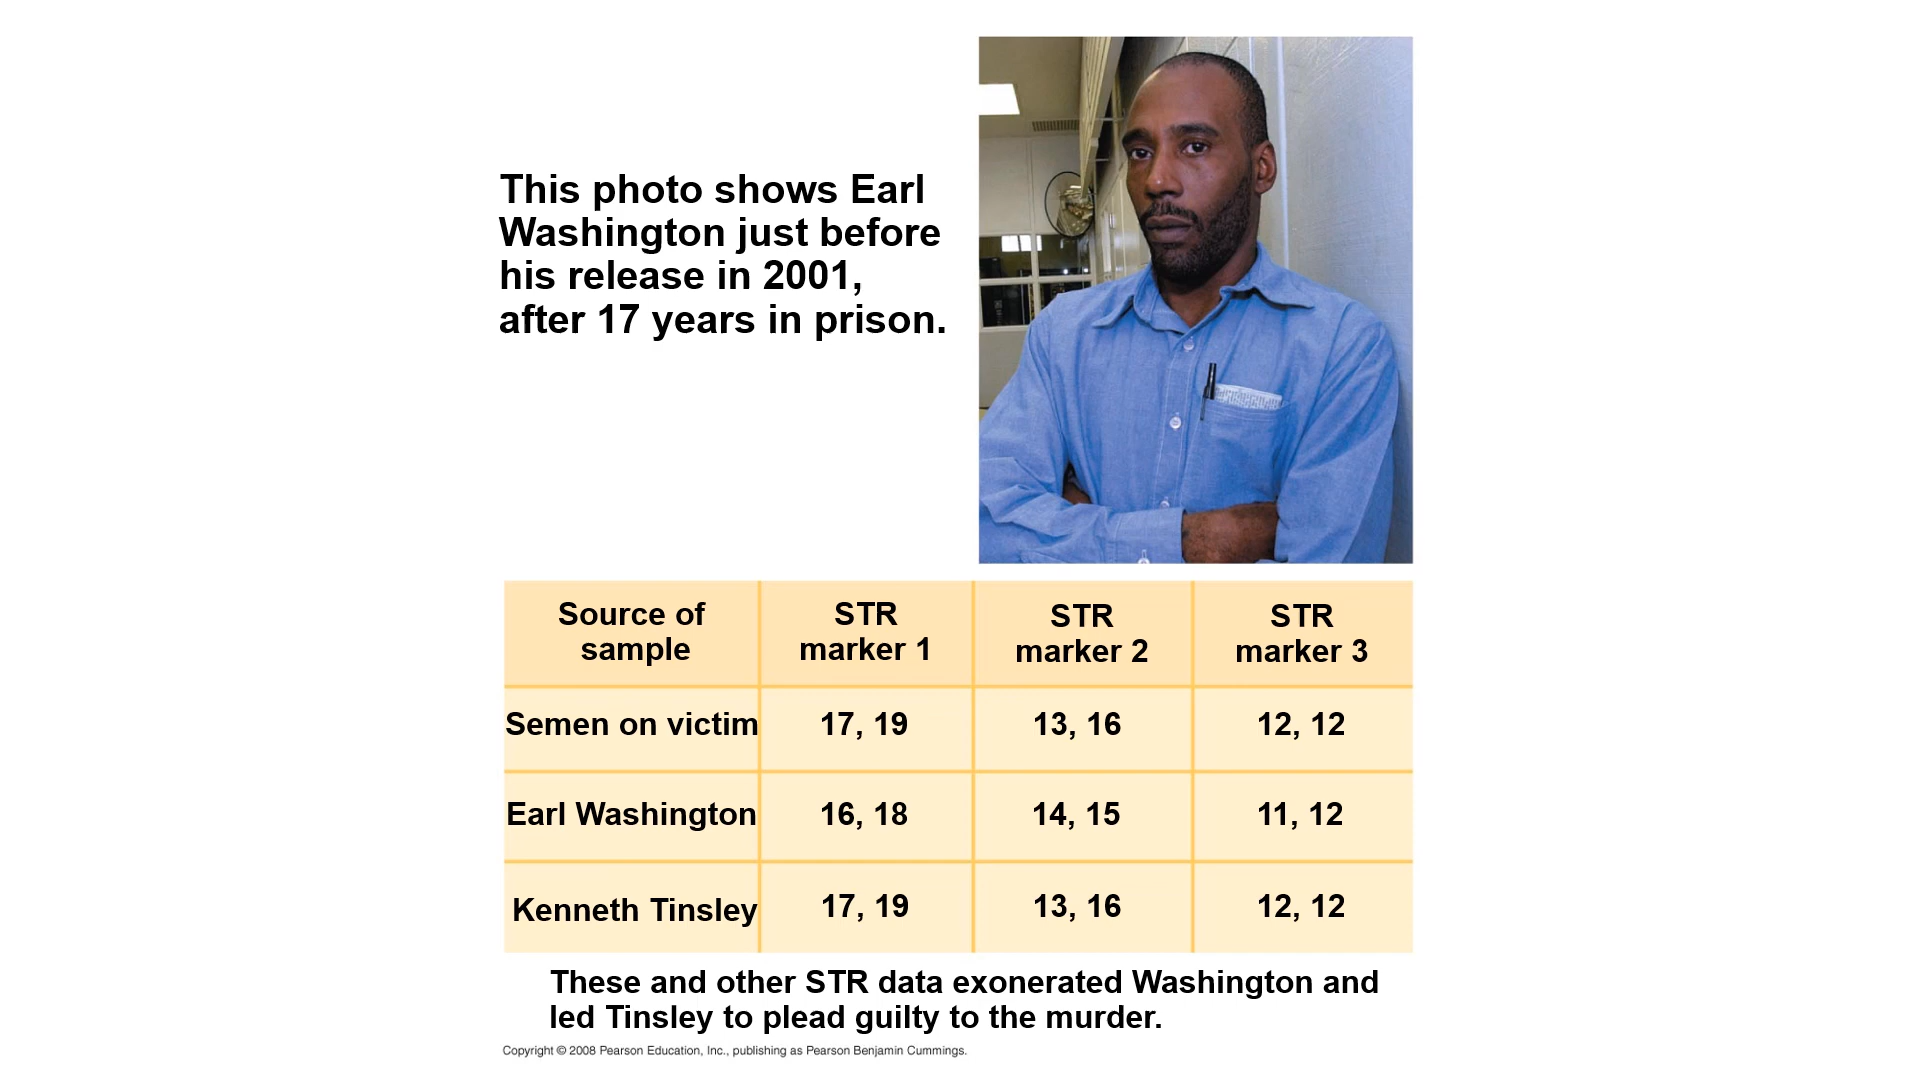 This photo shows Earl
Washington just before
his release in 2001,
after 17 years in prison.
Source of sample STR marker 1 STR marker 2 STR marker 3
Semen on victim 17, 19 13, 16 12, 12
Earl Washington 16, 18 14, 15 11, 12
Kenneth Tinsley 17, 19 13, 16 12, 12
These and other STR data exonerated Washington and
led Tinsley to plead guilty to the murder.
Copyright © 2008 Pearson Education, Inc., publishing as Pearson Benjamin Cummings.